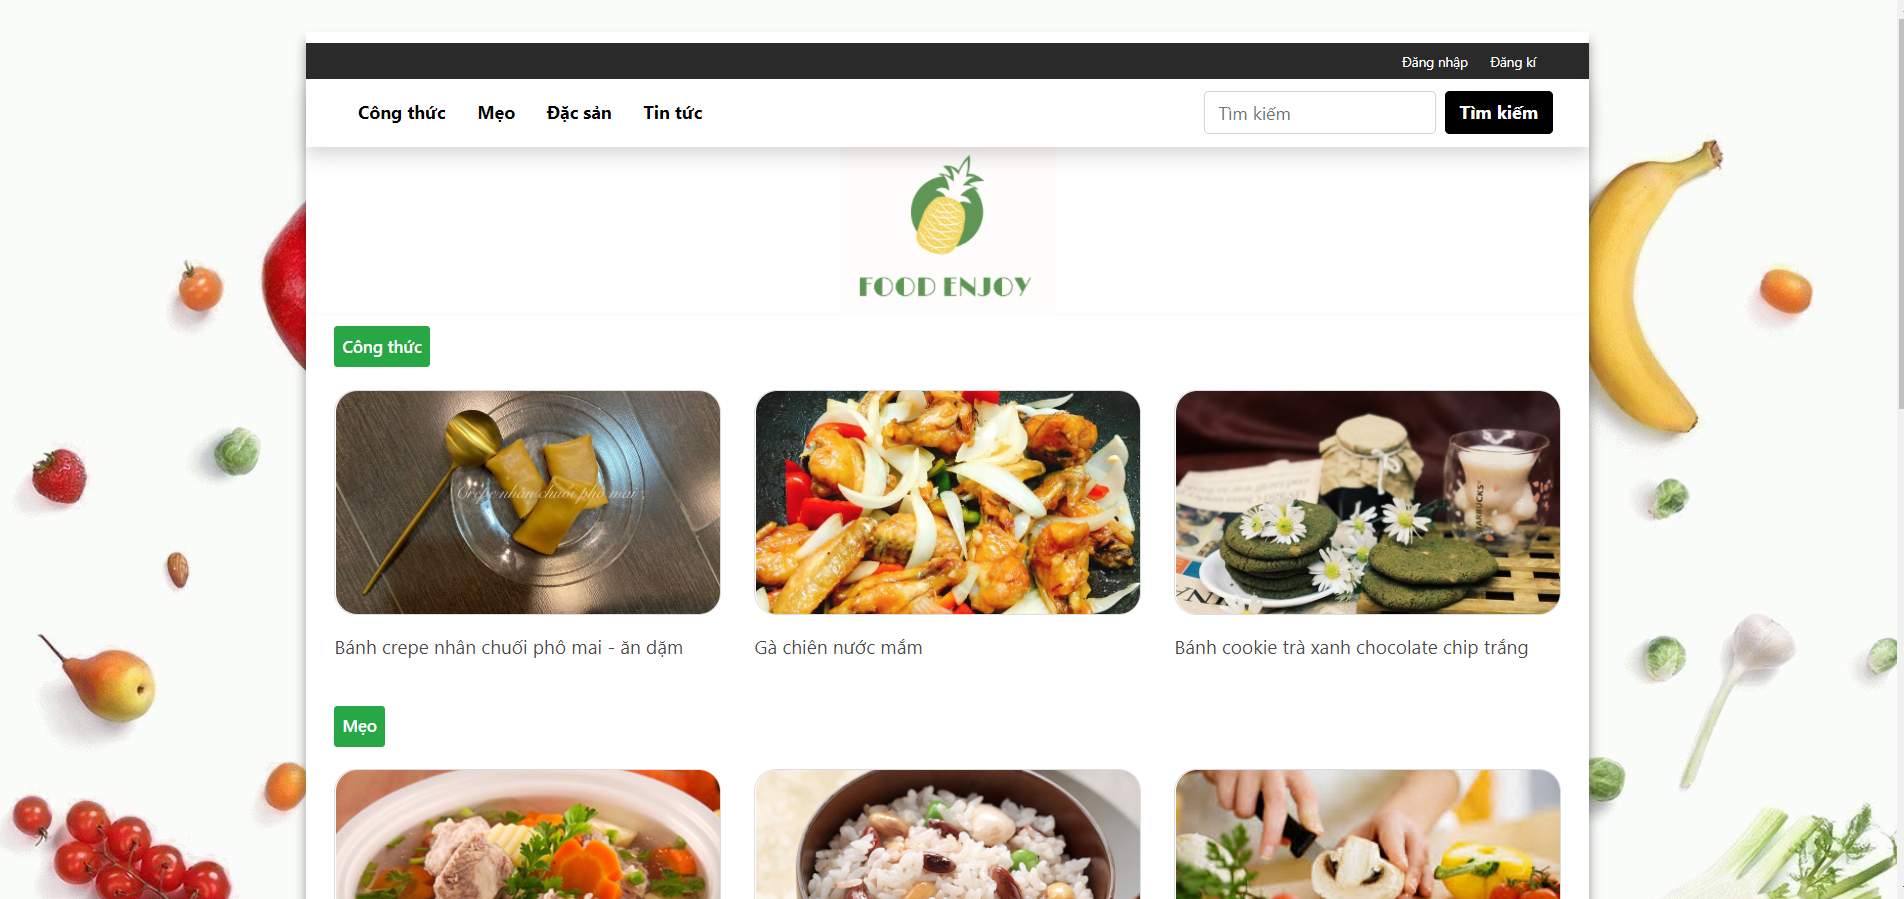 Đăng nhập Đăng kí
Công thức Mẹo Đặc sản Tin tức Tìm kiếm Tìm kiếm
FOOD ENJOY
Công thức
Crepe nhân chuối phô mai
STARBUCKS
Bánh crepe nhân chuối phô mai - ăn dặm
Gà chiên nước mắm
Bánh cookie trà xanh chocolate chip trắng
Mẹo